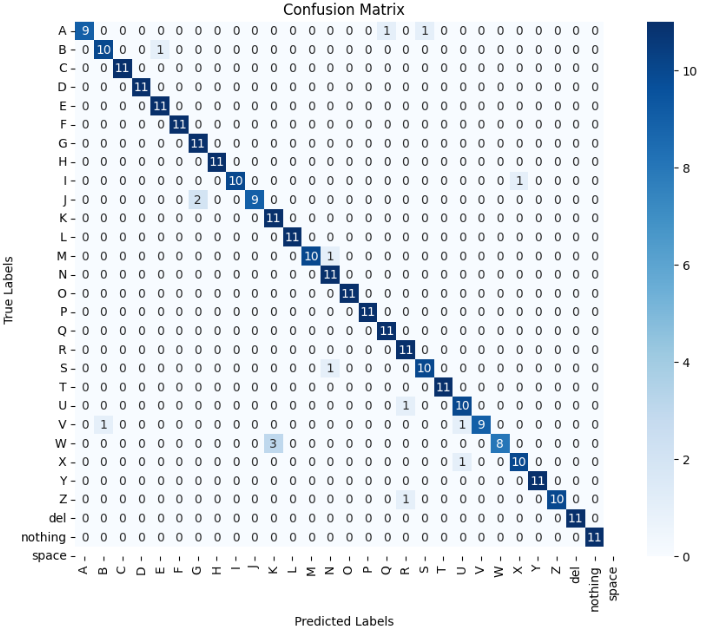 Confusion Matrix
A 9 0 0 0 0 0 0 0 0 0 0 0 0 0 0 0 1 0 1 0 0 0 0 0 0 0 0 0
B 0 10 0 0 1 0 0 0 0 0 0 0 0 0 0 0 0 0 0 0 0 0 0 0 0 0 0 0
C 0 0 11 0 0 0 0 0 0 0 0 0 0 0 0 0 0 0 0 0 0 0 0 0 0 0 0 0
D 0 0 0 11 0 0 0 0 0 0 0 0 0 0 0 0 0 0 0 0 0 0 0 0 0 0 0 0
E 0 0 0 0 11 0 0 0 0 0 0 0 0 0 0 0 0 0 0 0 0 0 0 0 0 0 0 0
F 0 0 0 0 0 11 0 0 0 0 0 0 0 0 0 0 0 0 0 0 0 0 0 0 0 0 0 0
G 0 0 0 0 0 0 11 0 0 0 0 0 0 0 0 0 0 0 0 0 0 0 0 0 0 0 0 0
H 0 0 0 0 0 0 0 11 0 0 0 0 0 0 0 0 0 0 0 0 0 0 0 0 0 0 0 0
I 0 0 0 0 0 0 0 0 10 0 0 0 0 0 0 0 0 0 0 0 0 0 0 1 0 0 0 0
J 0 0 0 0 0 0 2 0 0 9 0 0 0 0 0 0 0 0 0 0 0 0 0 0 0 0 0 0
K 0 0 0 0 0 0 0 0 0 0 11 0 0 0 0 0 0 0 0 0 0 0 0 0 0 0 0 0
L 0 0 0 0 0 0 0 0 0 0 0 11 0 0 0 0 0 0 0 0 0 0 0 0 0 0 0 0
M 0 0 0 0 0 0 0 0 0 0 0 0 10 1 0 0 0 0 0 0 0 0 0 0 0 0 0 0
N 0 0 0 0 0 0 0 0 0 0 0 0 0 11 0 0 0 0 0 0 0 0 0 0 0 0 0 0
O 0 0 0 0 0 0 0 0 0 0 0 0 0 0 11 0 0 0 0 0 0 0 0 0 0 0 0 0
P 0 0 0 0 0 0 0 0 0 0 0 0 0 0 0 11 0 0 0 0 0 0 0 0 0 0 0 0
Q 0 0 0 0 0 0 0 0 0 0 0 0 0 0 0 0 11 0 0 0 0 0 0 0 0 0 0 0
R 0 0 0 0 0 0 0 0 0 0 0 0 0 0 0 0 0 11 0 0 0 0 0 0 0 0 0 0
S 0 0 0 0 0 0 0 0 0 0 0 0 0 1 0 0 0 0 10 0 0 0 0 0 0 0 0 0
T 0 0 0 0 0 0 0 0 0 0 0 0 0 0 0 0 0 0 0 11 0 0 0 0 0 0 0 0
U 0 0 0 0 0 0 0 0 0 0 0 0 0 0 0 0 0 1 0 0 10 0 0 0 0 0 0 0
V 0 1 0 0 0 0 0 0 0 0 0 0 0 0 0 0 0 0 0 0 1 9 0 0 0 0 0 0
W 0 0 0 0 0 0 0 0 0 0 3 0 0 0 0 0 0 0 0 0 0 0 8 0 0 0 0 0
X 0 0 0 0 0 0 0 0 0 0 0 0 0 0 0 0 0 0 0 0 1 0 0 10 0 0 0 0
Y 0 0 0 0 0 0 0 0 0 0 0 0 0 0 0 0 0 0 0 0 0 0 0 0 11 0 0 0
Z 0 0 0 0 0 0 0 0 0 0 0 0 0 0 0 0 0 1 0 0 0 0 0 0 0 10 0 0
del 0 0 0 0 0 0 0 0 0 0 0 0 0 0 0 0 0 0 0 0 0 0 0 0 0 0 11 0
nothing 0 0 0 0 0 0 0 0 0 0 0 0 0 0 0 0 0 0 0 0 0 0 0 0 0 0 0 11
space
A B C D E F G H I J K L M N O P Q R S T U V W X Y Z del nothing space
True Labels
Predicted Labels
10
8
6
4
2
0